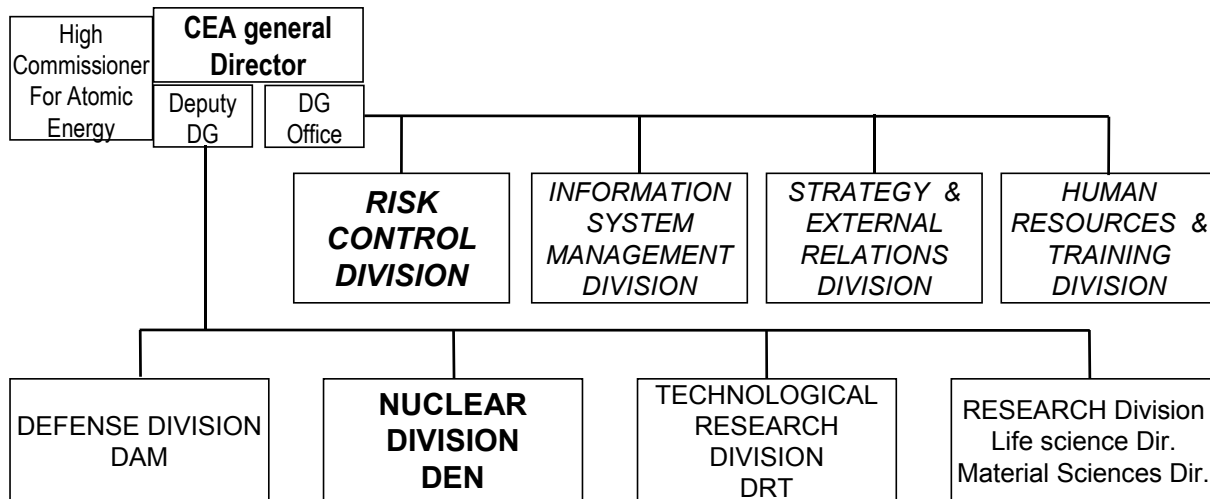 High
Commissioner
For Atomic
Energy
CEA general
Director
Deputy
DG
DG
Office
RISK
CONTROL
DIVISION
INFORMATION
SYSTEM
MANAGEMENT
DIVISION
STRATEGY &
EXTERNAL
RELATIONS
DIVISION
HUMAN
RESOURCES &
TRAINING
DIVISION
DEFENSE DIVISION
DAM
NUCLEAR
DIVISION
DEN
TECHNOLOGICAL
RESEARCH
DIVISION
DRT
RESEARCH Division
Life science Dir.
Material Sciences Dir.